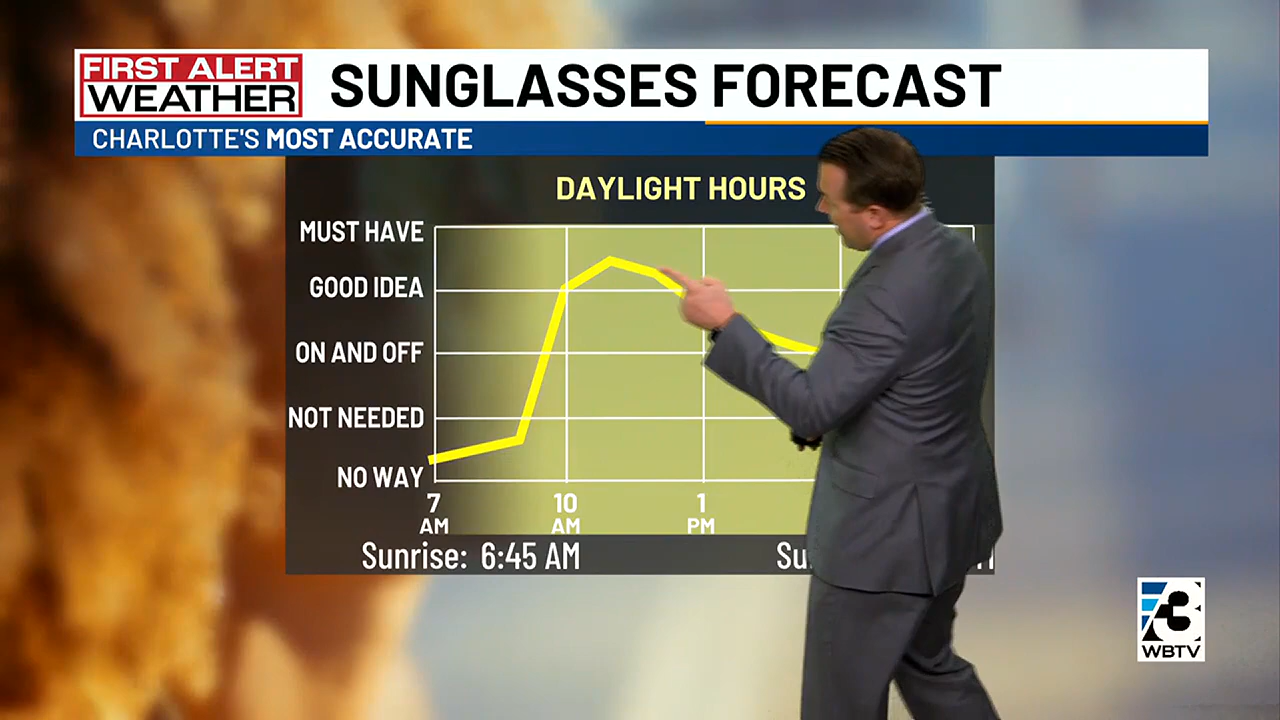 FIRST ALERT
WEATHER
SUNGLASSES FORECAST
CHARLOTTE'S MOST ACCURATE
DAYLIGHT HOURS
MUST HAVE
GOOD IDEA
ON AND OFF
NOT NEEDED
NO WAY
7 10 1
AM AM PM
Sunrise: 6:45 AM
3
WBTV